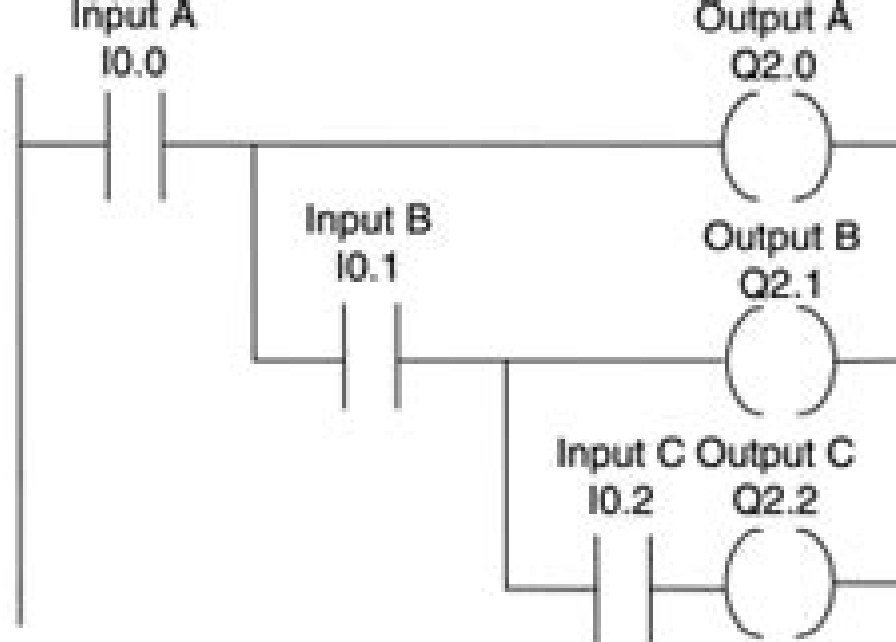 Input A
I0.0
Output A
Q2.0
Input B
I0.1
Output B
Q2.1
Input C
I0.2
Output C
Q2.2